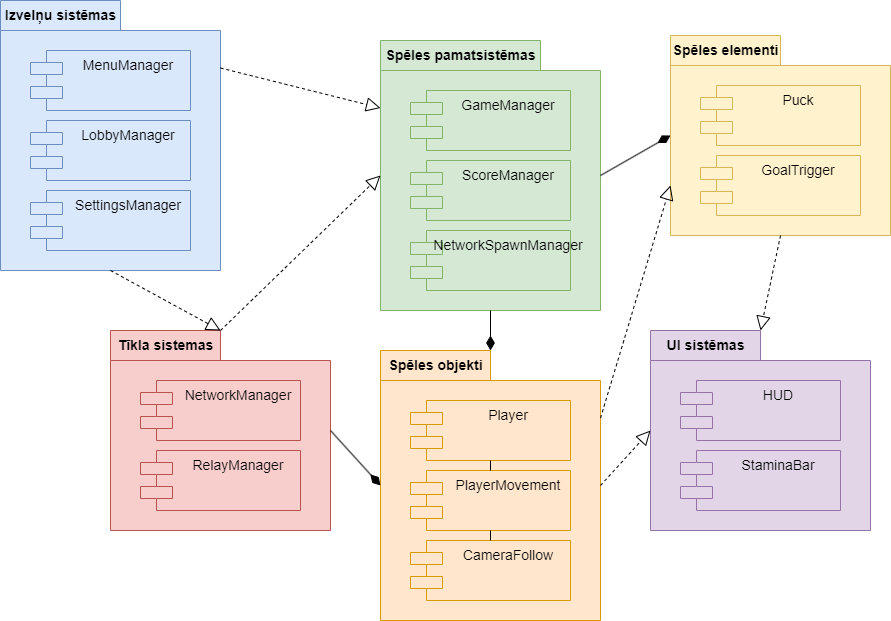 Izvelņu sistēmas
MenuManager
LobbyManager
SettingsManager
Spēles pamatsistēmas
GameManager
ScoreManager
NetworkSpawnManager
Spēles elementi
Puck
GoalTrigger
Tīkla sistemas
NetworkManager
RelayManager
Spēles objekti
Player
PlayerMovement
CameraFollow
UI sistēmas
HUD
StaminaBar